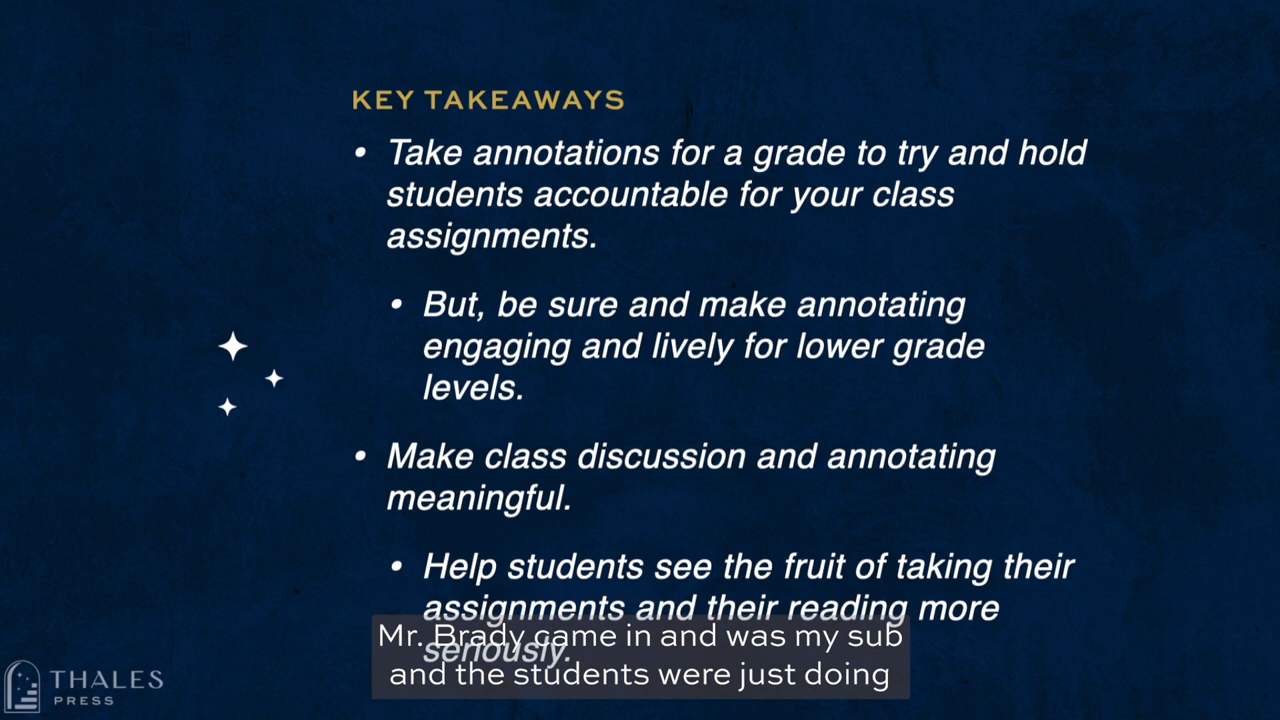 KEY TAKEAWAYS
• Take annotations for a grade to try and hold
students accountable for your class
assignments.
• But, be sure and make annotating
engaging and lively for lower grade
levels.
• Make class discussion and annotating
meaningful.
• Help students see the fruit of taking their
assignments and their reading more
seriously.
Mr. Brady came in and was my sub
and the students were just doing
THALES
PRESS